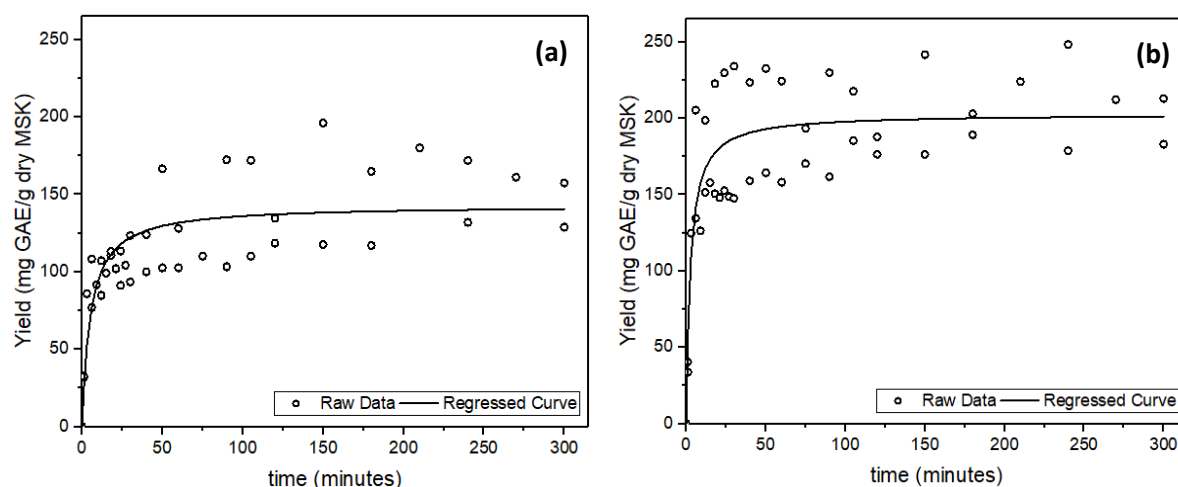 (a)
250
200
150
100
50
0
Yield (mg GAE/g dry MSK)
Raw Data
Regressed Curve
0 50 100 150 200 250 300
time (minutes)
(b)
250
200
150
100
50
0
Yield (mg GAE/g dry MSK)
Raw Data
Regressed Curve
0 50 100 150 200 250 300
time (minutes)